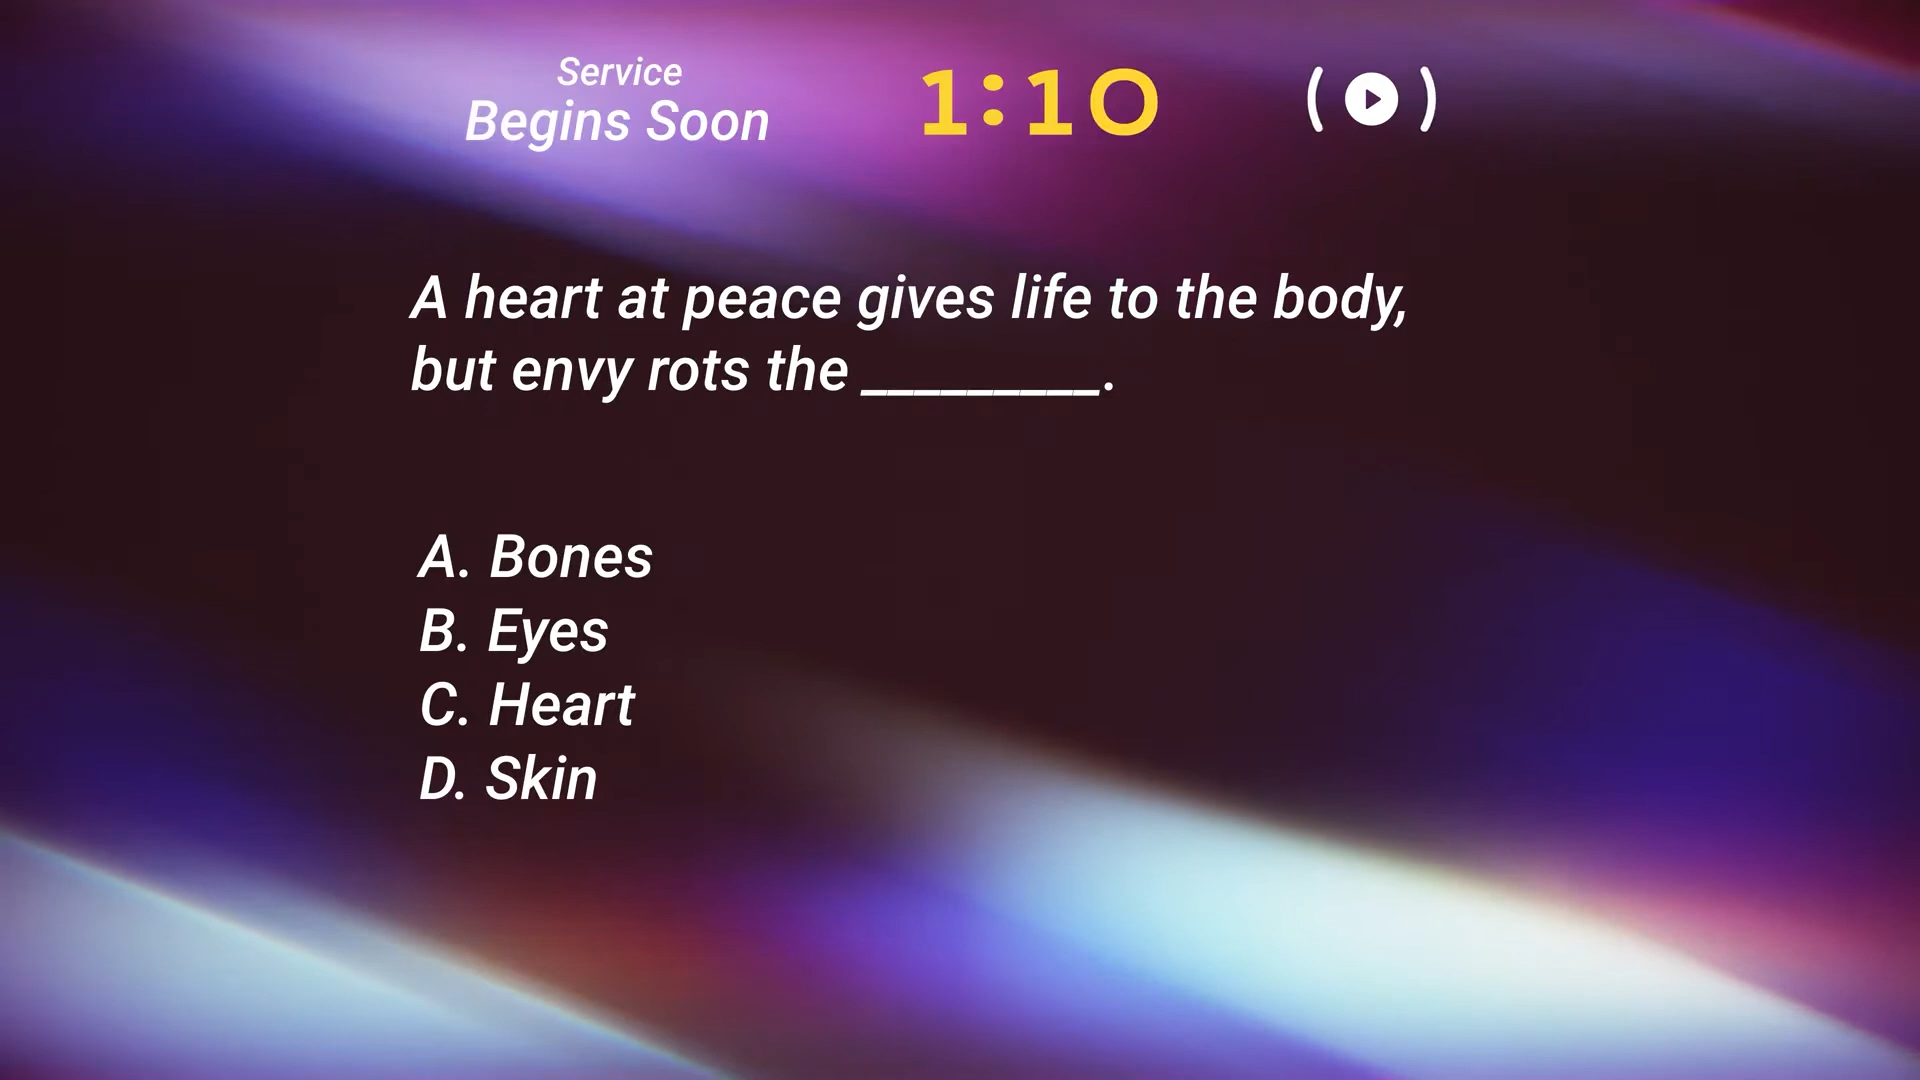 Service
Begins Soon
1:10
A heart at peace gives life to the body,
but envy rots the _________.
A. Bones
B. Eyes
C. Heart
D. Skin